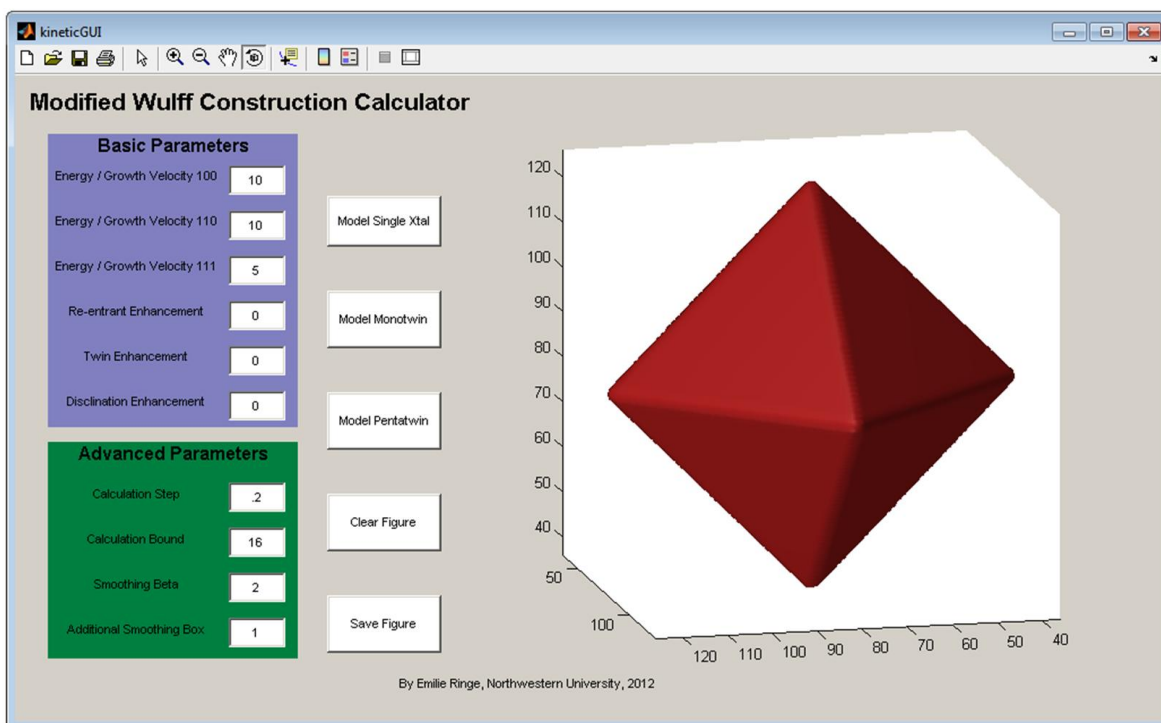 kineticGUI
Modified Wulff Construction Calculator
Basic Parameters
Energy / Growth Velocity 100 10
Energy / Growth Velocity 110 10
Energy / Growth Velocity 111 5
Re-entrant Enhancement 0
Twin Enhancement 0
Disclination Enhancement 0
Advanced Parameters
Calculation Step .2
Calculation Bound 16
Smoothing Beta 2
Additional Smoothing Box 1
Model Single Xtal
Model Monotwin
Model Pentatwin
Clear Figure
Save Figure
120
110
100
90
80
70
60
50
40
50
100
120 110 100 90 80 70 60 50 40
By Emilie Ringe, Northwestern University, 2012